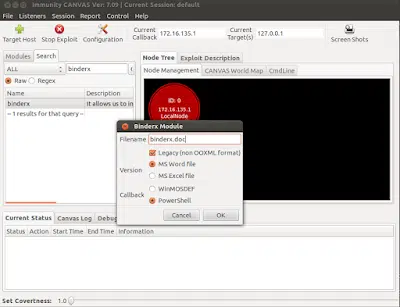 Immunity CANVAS Ver: 7.09 | Current Session: default
Listeners Session Report Control Help
Target Host
Stop Exploit
Configuration
Current Callback
172.16.135.1
Current Target(s)
127.0.0.1
Screen Shots
Modules Search
ALL
binderx
Raw
Regex
Name Description
binderx It allows us to in
-- 1 results for that query --
Node Tree Exploit Description
Node Management CANVAS World Map CmdLine
ID: 0
172.16.135.1
LocalNode
Binderx Module
Filename binderx.doc
Legacy (non OOXML format)
Version
MS Word file
MS Excel file
Callback
WinMOSDEF
PowerShell
Cancel
OK
Current Status Canvas Log Debug
Status Action Start Time End Time Information
Set Covertness: 1.0